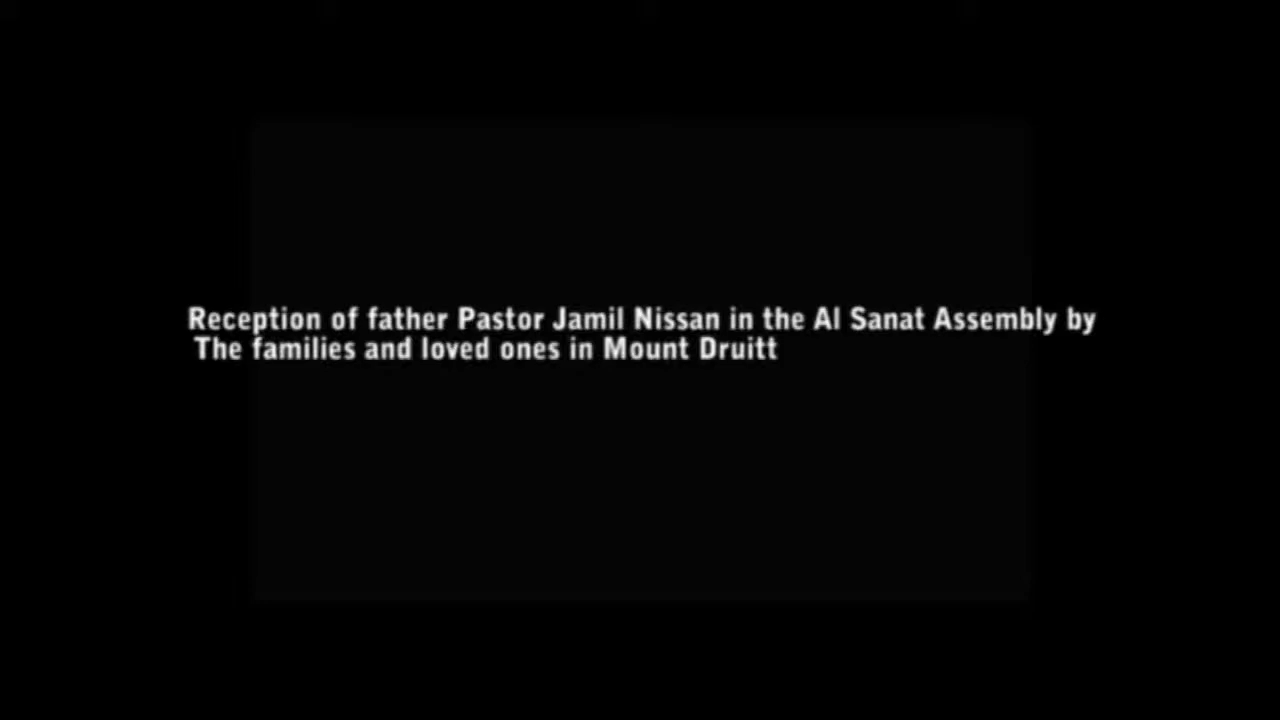 Reception of father Pastor Jamil Nissan in the Al Sanat Assembly by
The families and loved ones in Mount Druitt